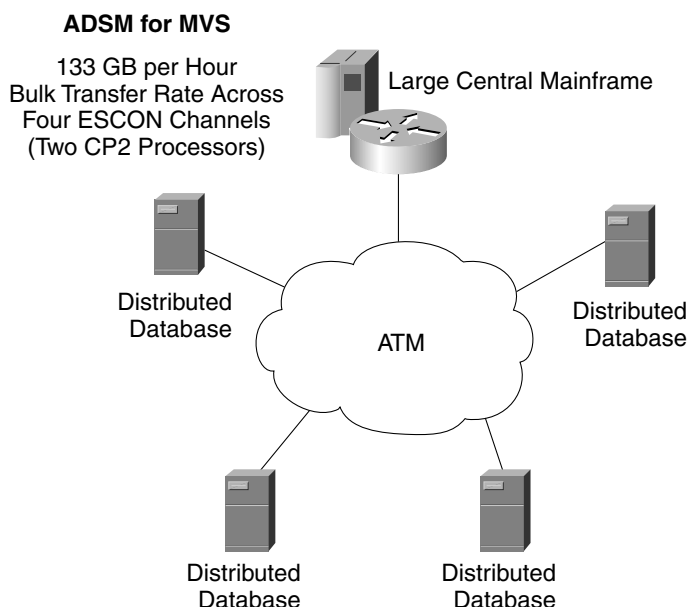 ADSM for MVS
133 GB per Hour
Bulk Transfer Rate Across
Four ESCON Channels
(Two CP2 Processors)
Large Central Mainframe
Distributed
Database
Distributed
Database
ATM
Distributed
Database
Distributed
Database